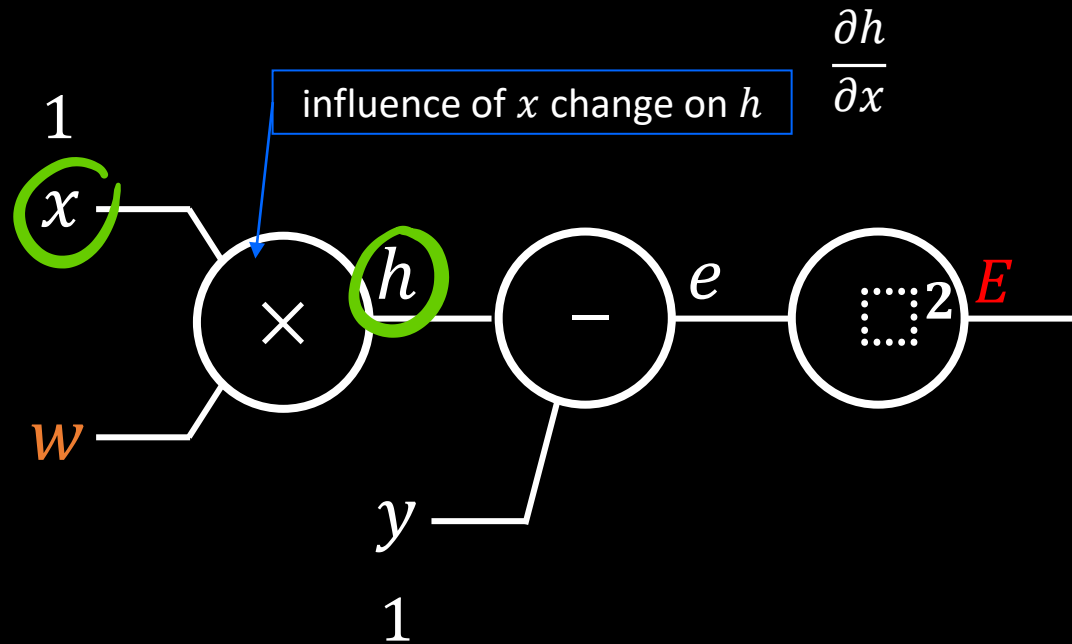 ∂h
∂x
influence of x change on h
1
x
h
e
E
×
−
2
w
y
1